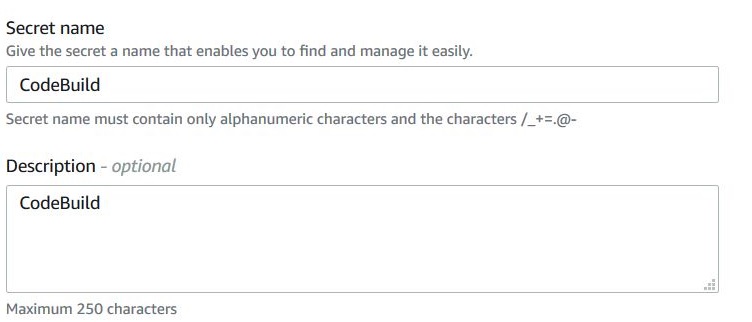 Secret name
Give the secret a name that enables you to find and manage it easily.
CodeBuild
Secret name must contain only alphanumeric characters and the characters /_+=.@-
Description - optional
CodeBuild
Maximum 250 characters